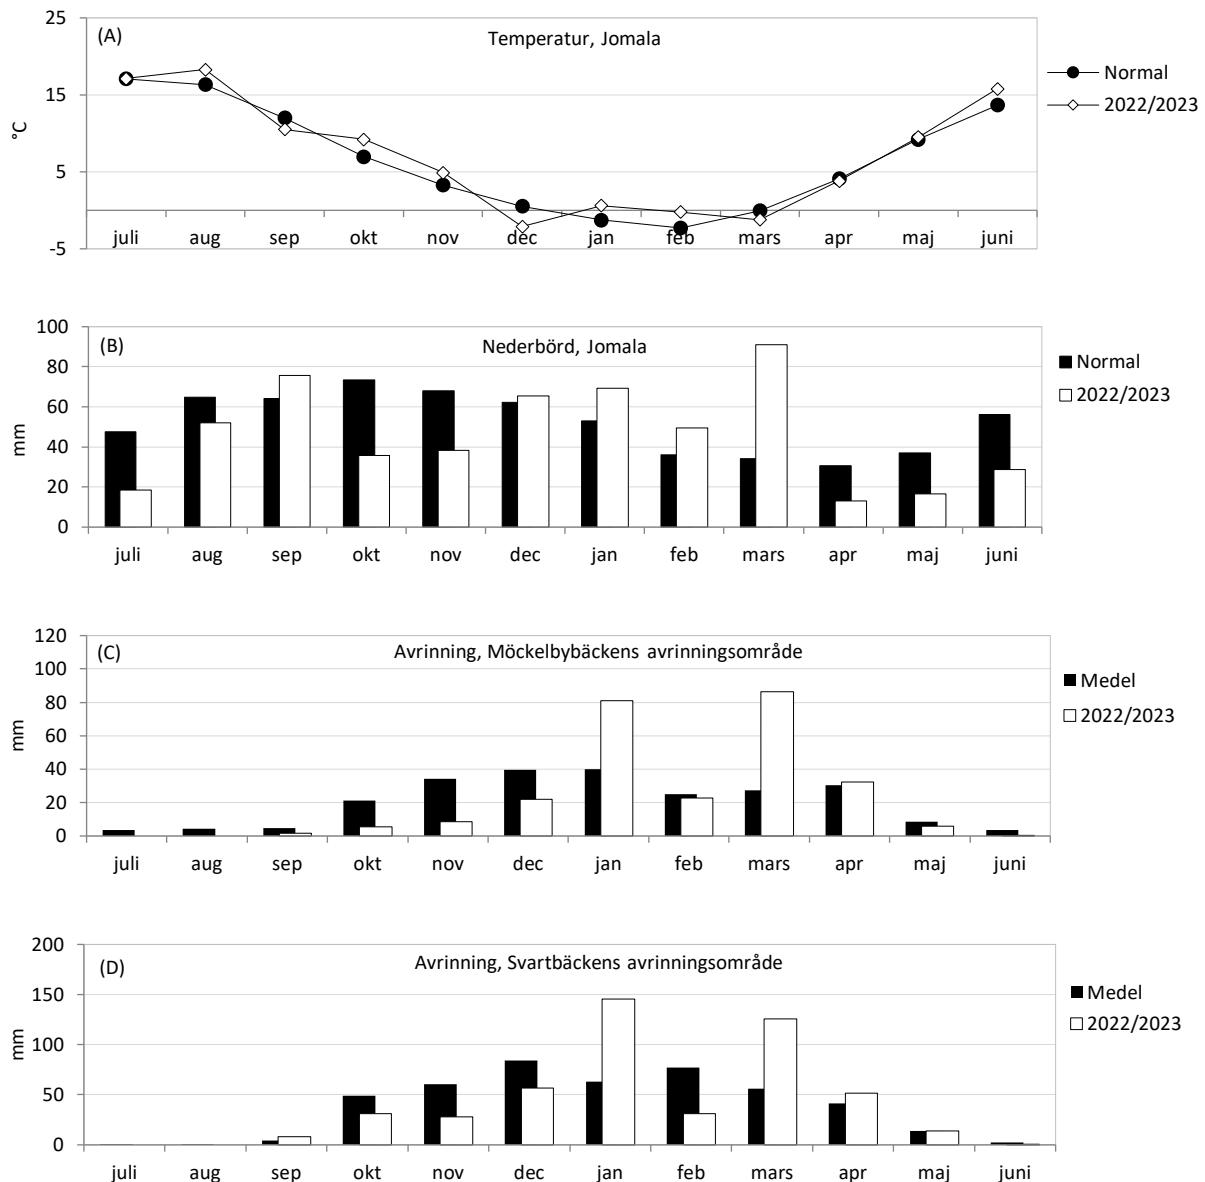 (A)
Temperatur, Jomala
25
15
5
-5
°C
juli aug sep okt nov dec jan feb mars apr maj juni
Normal
2022/2023
(B)
Nederbörd, Jomala
100
80
60
40
20
0
mm
juli aug sep okt nov dec jan feb mars apr maj juni
Normal
2022/2023
(C)
Avrinning, Möckelbybäckens avrinningsområde
120
100
80
60
40
20
0
mm
juli aug sep okt nov dec jan feb mars apr maj juni
Medel
2022/2023
(D)
Avrinning, Svartbäckens avrinningsområde
200
150
100
50
0
mm
juli aug sep okt nov dec jan feb mars apr maj juni
Medel
2022/2023